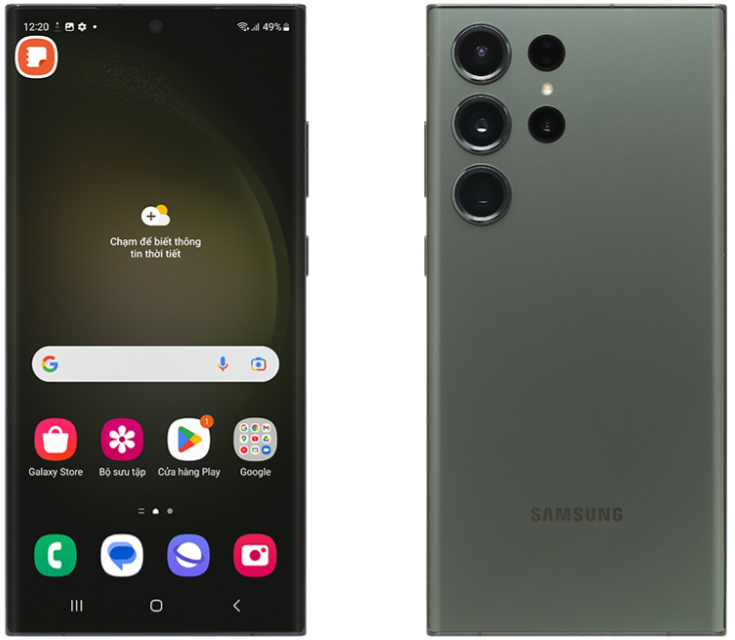 12:20
49%
Chạm để biết thông
tin thời tiết
Galaxy Store
Bộ sưu tập
1
Cửa hàng Play
Google
SAMSUNG